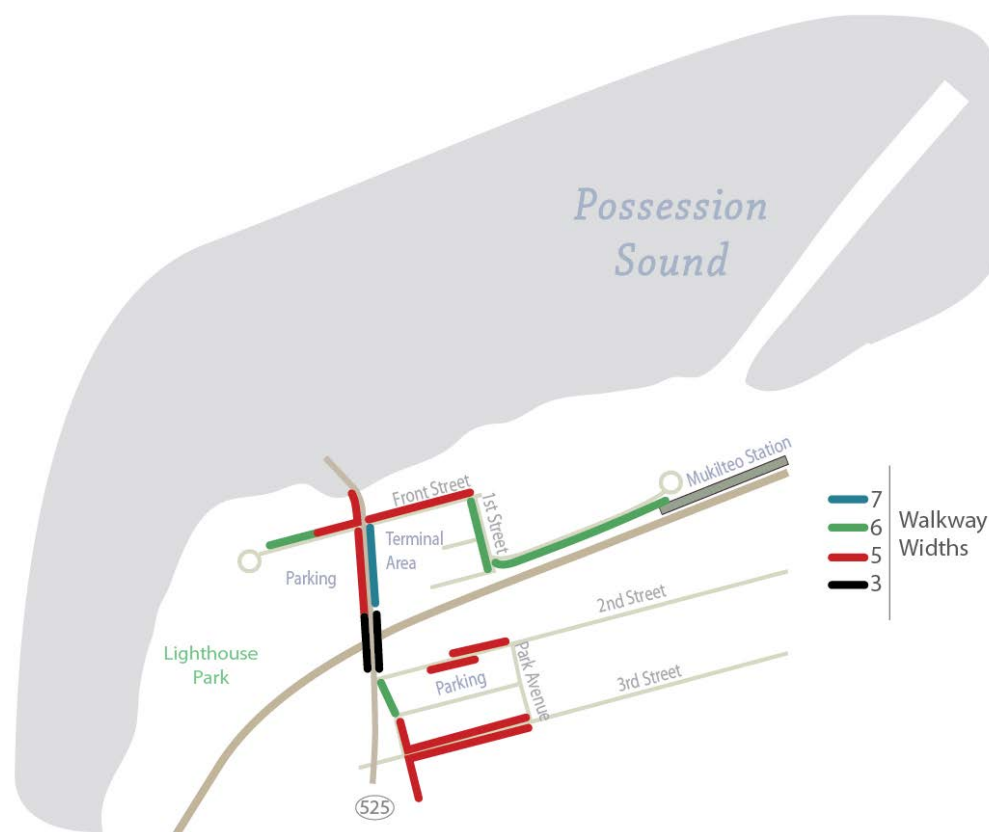 Possession
Sound
Mukilteo Station
Front Street
1st Street
7
6
5
3
Walkway
Widths
Terminal
Area
Parking
2nd Street
Lighthouse
Park
Park Avenue
Parking
3rd Street
525